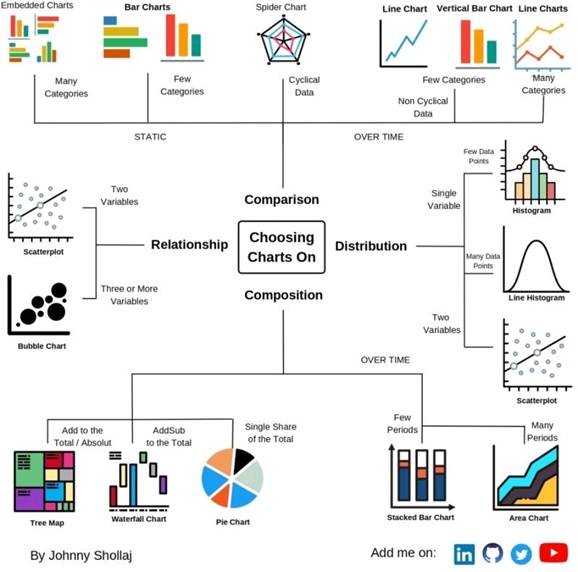 Embedded Charts
Bar Charts
Spider Chart
Line Chart
Vertical Bar Chart
Line Charts
Many
Categories
Few
Categories
Cyclical
Data
Few Categories
Many
Categories
Non Cyclical
Data
STATIC
OVER TIME
Comparison
Two
Variables
Scatterplot
Relationship
Three or More
Variables
Bubble Chart
Choosing
Charts On
Distribution
Few Data
Points
Single
Variable
Histogram
Many Data
Points
Line Histogram
Two
Variables
Scatterplot
Composition
OVER TIME
Add to the
Total / Absolut
AddSub
to the Total
Single Share
of the Total
Few
Periods
Many
Periods
Tree Map
Waterfall Chart
Pie Chart
Stacked Bar Chart
Area Chart
By Johnny Shollaj
Add me on:
in